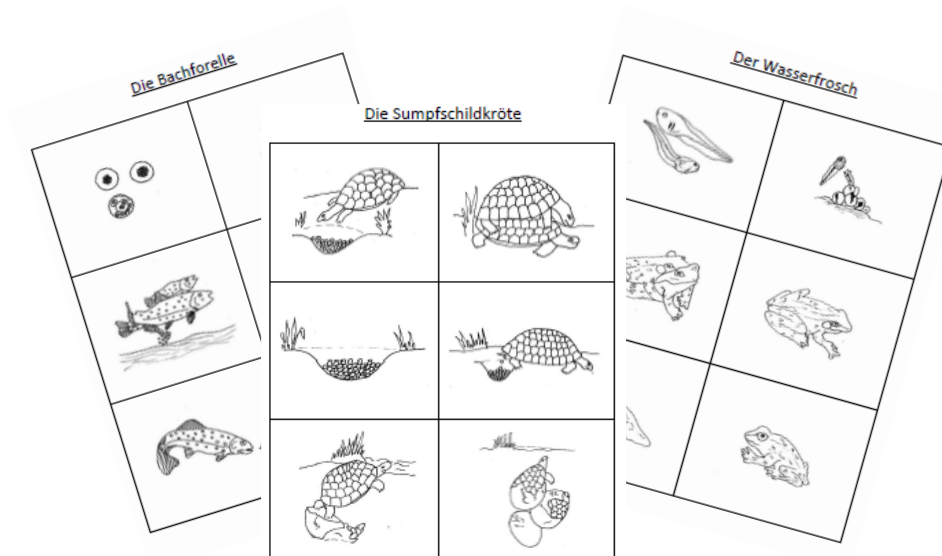 Die Bachforelle
Die Sumpfschildkröte
Der Wasserfrosch